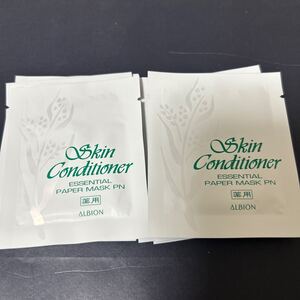 Skin
Conditioner
ESSENTIAL
PAPER MASK PN
薬用
ALBION
Skin
Conditioner
ESSENTIAL
PAPER MASK PN
薬用
ALBION